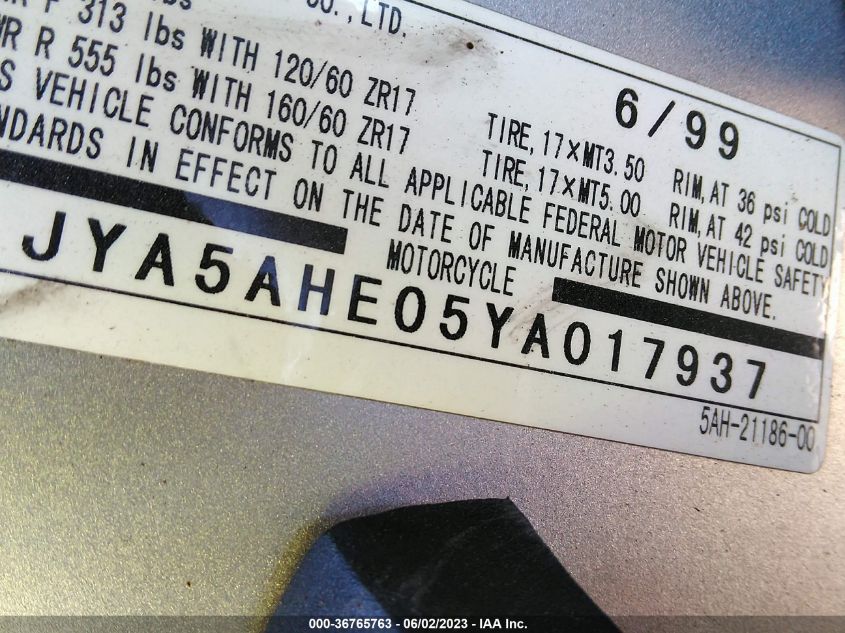 CO.,LTD.
6/99
313 lbs WITH 120/60 ZR17 TIRE,17×MT3.50 RIM,AT 36 psi COLD
R 555 lbs WITH 160/60 ZR17 TIRE,17×MT5.00 RIM,AT 42 psi COLD
VEHICLE CONFORMS TO ALL APPLICABLE FEDERAL MOTOR VEHICLE SAFETY
IN EFFECT ON THE DATE OF MANUFACTURE SHOWN ABOVE.
MOTORCYCLE
JYA5AHE05YA017937
5AH-21186-00
000-36765763 - 06/02/2023 - IAA Inc.